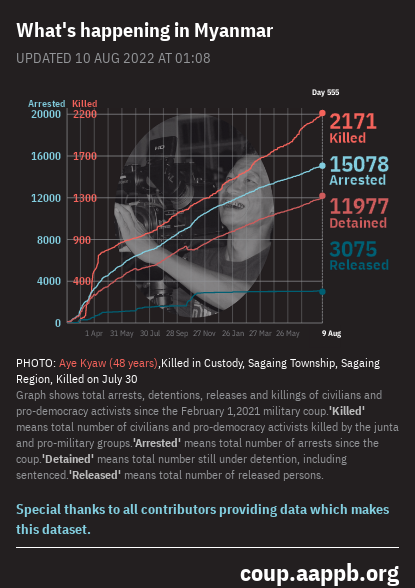 What's happening in Myanmar
UPDATED 10 AUG 2022 AT 01:08
Day 555
Arrested Killed
20000 2200
16000 1700
12000 1300
8000 900
4000 400
0
2171
Killed
15078
Arrested
11977
Detained
3075
Released
1 Apr 31 May 30 Jul 28 Sep 27 Nov 26 Jan 27 Mar 26 May 9 Aug
PHOTO: Aye Kyaw (48 years),Killed in Custody, Sagaing Township, Sagaing
Region, Killed on July 30
Graph shows total arrests, detentions, releases and killings of civilians and
pro-democracy activists since the February 1,2021 military coup.'Killed'
means total number of civilians and pro-democracy activists killed by the junta
and pro-military groups.'Arrested' means total number of arrests since the
coup.'Detained' means total number still under detention, including
sentenced.'Released' means total number of released persons.
Special thanks to all contributors providing data which makes
this dataset.
coup.aappb.org